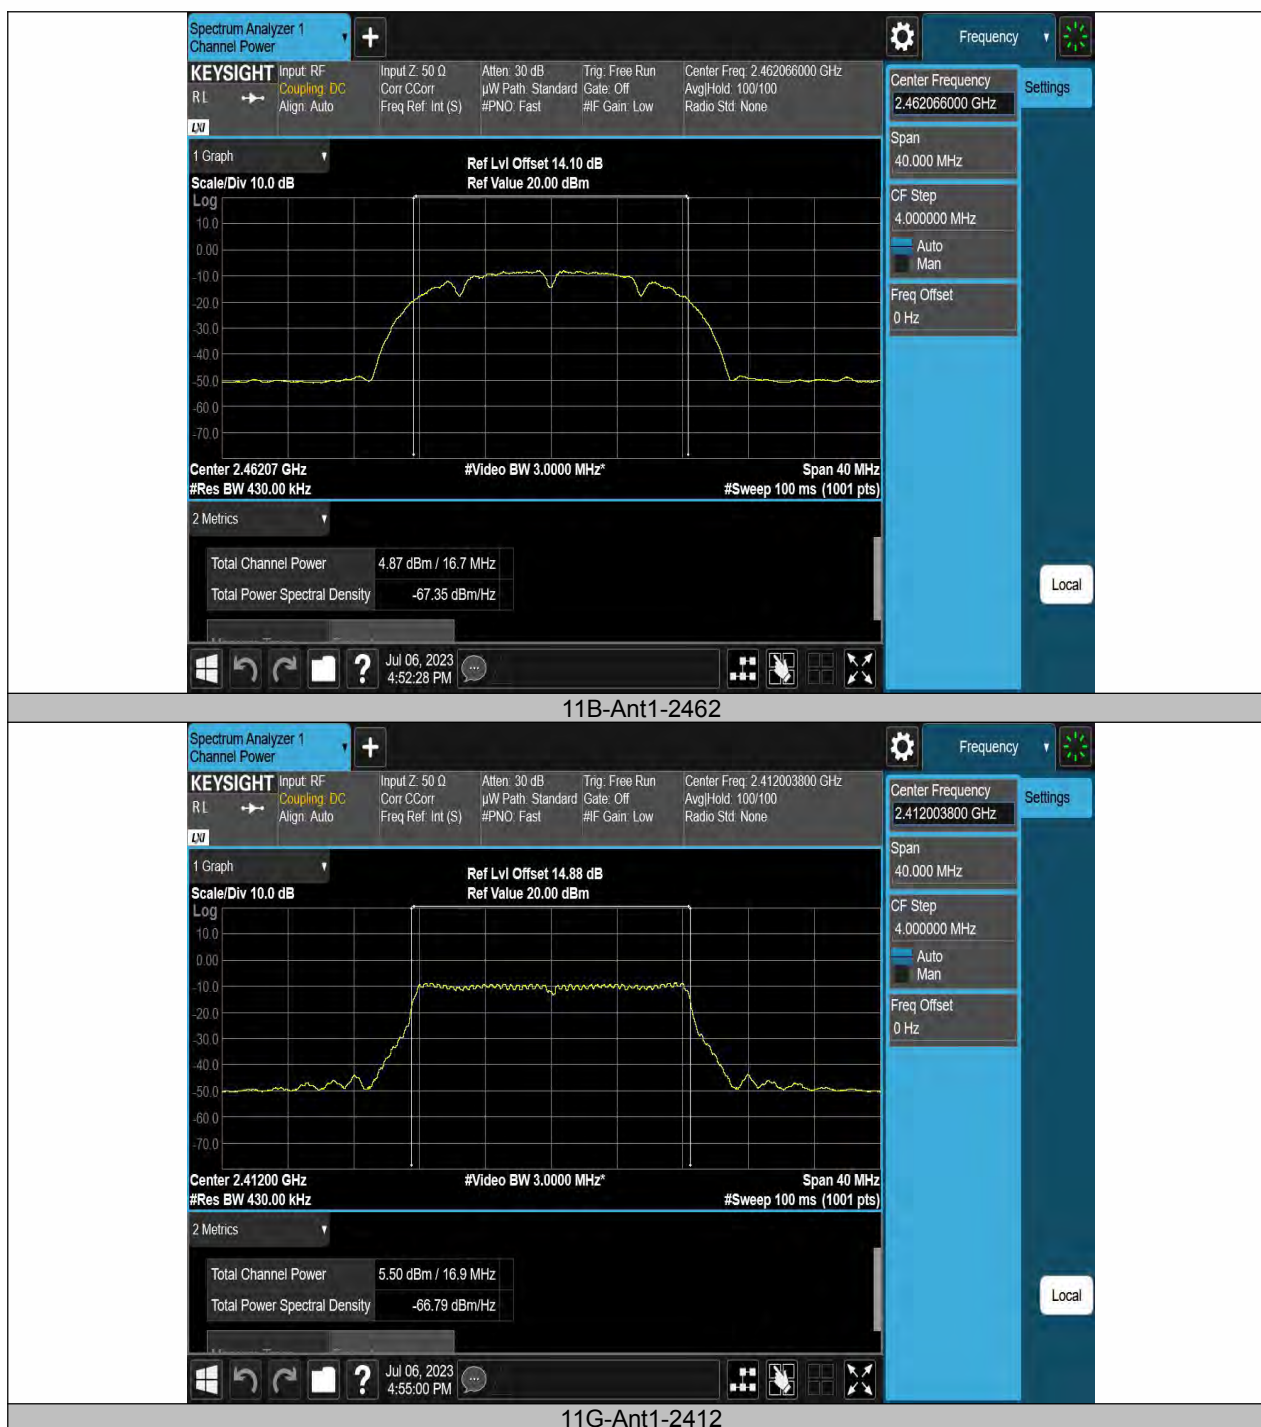 Spectrum Analyzer 1
Channel Power
+
Frequency
KEYSIGHT
RL
LXI
Input: RF
Coupling: DC
Align: Auto
Input Z: 50 Ω
Corr CCorr
Freq Ref: Int (S)
Atten: 30 dB
µW Path: Standard
#PNO: Fast
Trig: Free Run
Gate: Off
#IF Gain: Low
Center Freq: 2.462066000 GHz
Avg|Hold: 100/100
Radio Std: None
Center Frequency
2.462066000 GHz
Settings
Span
40.000 MHz
CF Step
4.000000 MHz
Auto
Man
Freq Offset
0 Hz
1 Graph
Scale/Div 10.0 dB
Ref Lvl Offset 14.10 dB
Ref Value 20.00 dBm
Log
10.0
0.00
-10.0
-20.0
-30.0
-40.0
-50.0
-60.0
-70.0
Center 2.46207 GHz
#Video BW 3.0000 MHz*
Span 40 MHz
#Res BW 430.00 kHz
#Sweep 100 ms (1001 pts)
2 Metrics
Total Channel Power 4.87 dBm / 16.7 MHz
Total Power Spectral Density -67.35 dBm/Hz
Local
?
Jul 06, 2023
4:52:28 PM
11B-Ant1-2462
Spectrum Analyzer 1
Channel Power
+
Frequency
KEYSIGHT
RL
LXI
Input: RF
Coupling: DC
Align: Auto
Input Z: 50 Ω
Corr CCorr
Freq Ref: Int (S)
Atten: 30 dB
µW Path: Standard
#PNO: Fast
Trig: Free Run
Gate: Off
#IF Gain: Low
Center Freq: 2.412003800 GHz
Avg|Hold: 100/100
Radio Std: None
Center Frequency
2.412003800 GHz
Settings
Span
40.000 MHz
CF Step
4.000000 MHz
Auto
Man
Freq Offset
0 Hz
1 Graph
Scale/Div 10.0 dB
Ref Lvl Offset 14.88 dB
Ref Value 20.00 dBm
Log
10.0
0.00
-10.0
-20.0
-30.0
-40.0
-50.0
-60.0
-70.0
Center 2.41200 GHz
#Video BW 3.0000 MHz*
Span 40 MHz
#Res BW 430.00 kHz
#Sweep 100 ms (1001 pts)
2 Metrics
Total Channel Power 5.50 dBm / 16.9 MHz
Total Power Spectral Density -66.79 dBm/Hz
Local
?
Jul 06, 2023
4:55:00 PM
11G-Ant1-2412